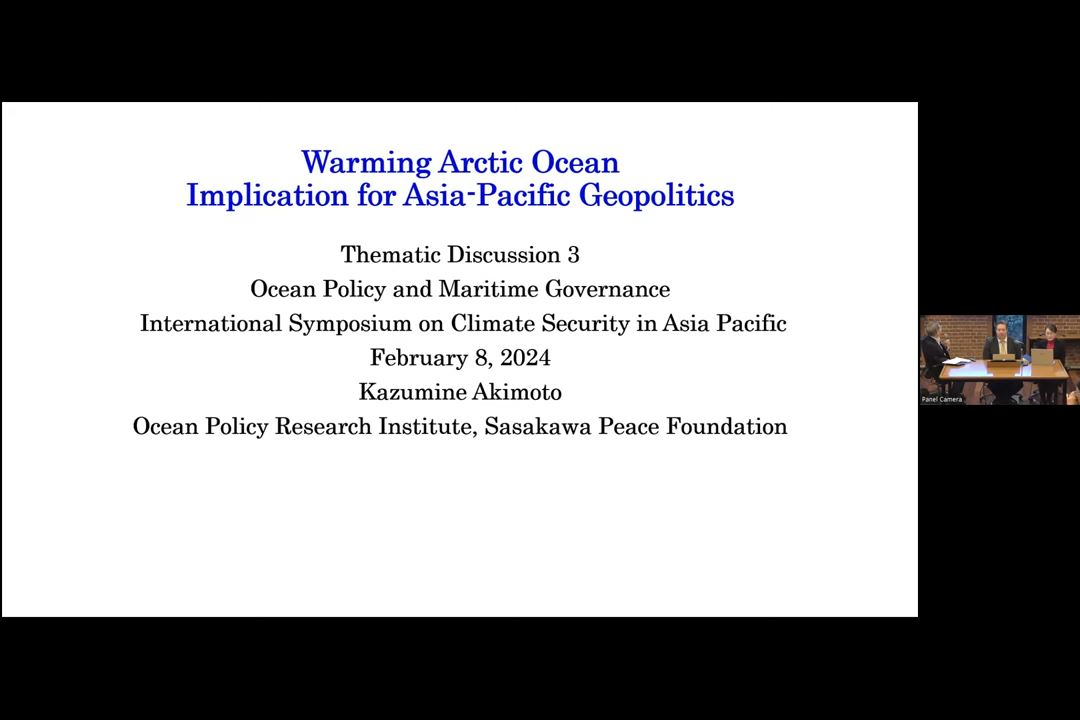 Warming Arctic Ocean
Implication for Asia-Pacific Geopolitics
Thematic Discussion 3
Ocean Policy and Maritime Governance
International Symposium on Climate Security in Asia Pacific
February 8, 2024
Kazumine Akimoto
Ocean Policy Research Institute, Sasakawa Peace Foundation
Panel Camera